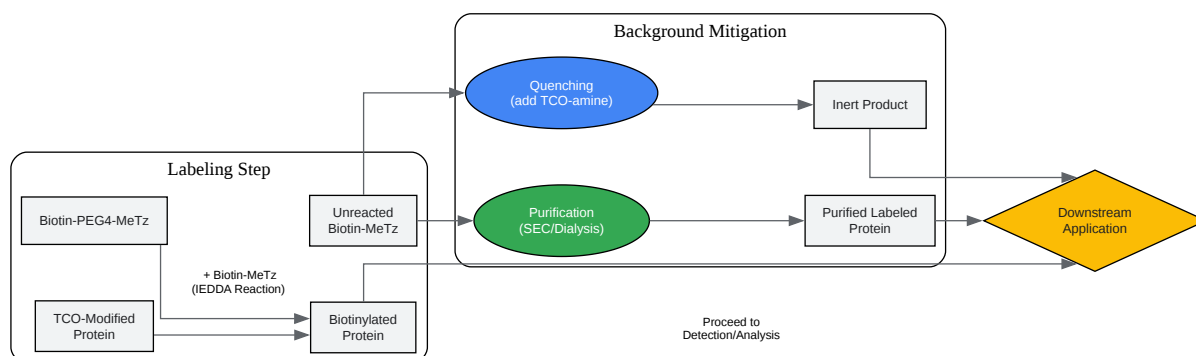 Background Mitigation
Quenching
(add TCO-amine)
Inert Product
Labeling Step
Biotin-PEG4-MeTz
Unreacted
Biotin-MeTz
Purification
(SEC/Dialysis)
Purified Labeled
Protein
Downstream
Application
+ Biotin-MeTz
(IEDDA Reaction)
TCO-Modified
Protein
Biotinylated
Protein
Proceed to
Detection/Analysis